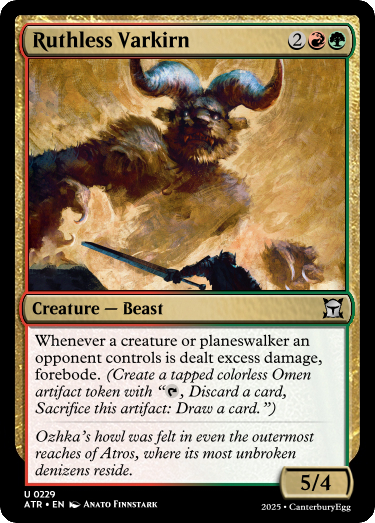 Ruthless Varkirn 2
Creature — Beast
Whenever a creature or planeswalker an
opponent controls is dealt excess damage,
forebode. (Create a tapped colorless Omen
artifact token with “, Discard a card,
Sacrifice this artifact: Draw a card.”)
Ozhka’s howl was felt in even the outermost
reaches of Atros, where its most unbroken
denizens reside.
5/4
U 0229
ATR • EN Anato Finnstark
2025 • CanterburyEgg